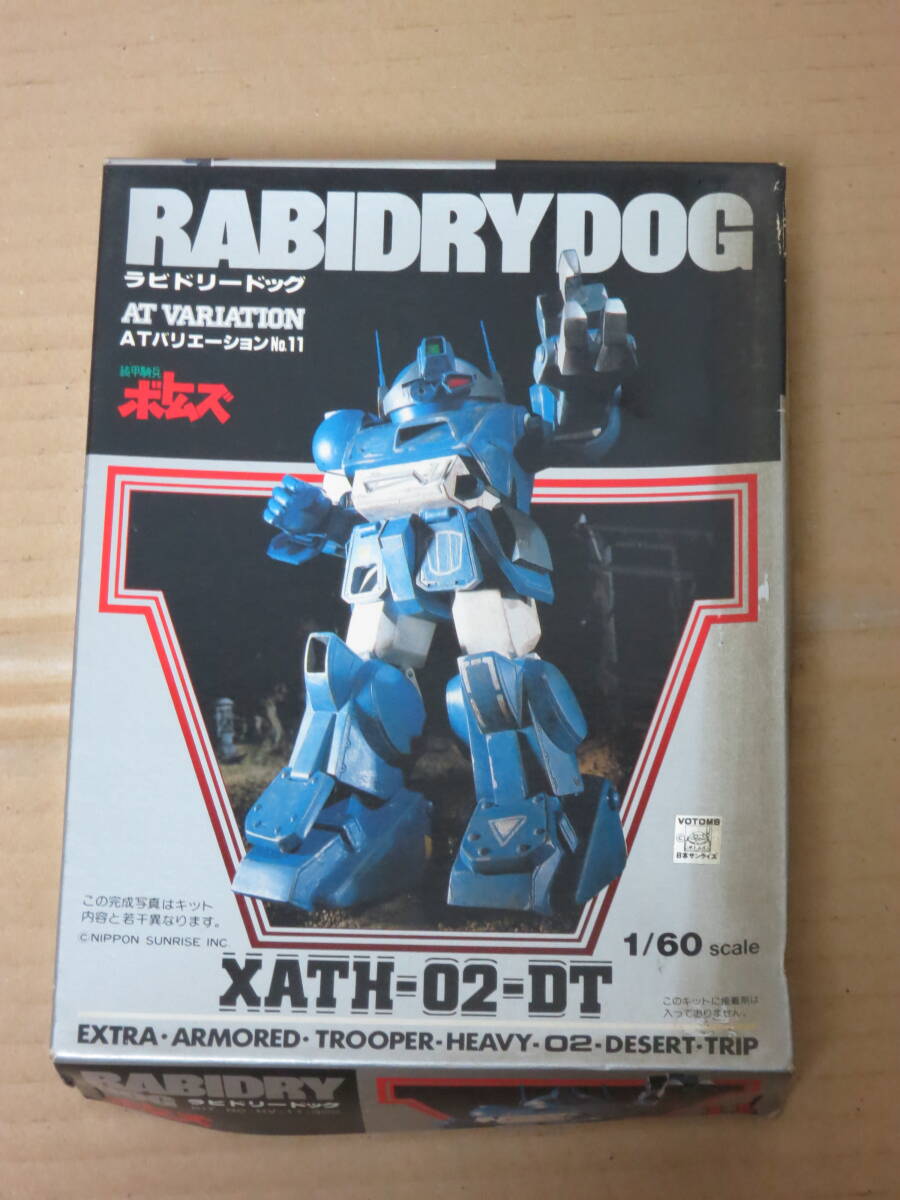 RABIDRYDOG
ラビドリードッグ
AT VARIATION
ATバリエーションNo.11
装甲騎兵
ボトムズ
VOTOMS
©
日本サンライズ
この完成写真はキット
内容と若干異なります。
©NIPPON SUNRISE INC.
1/60 scale
XATH-02-DT
このキットに接着剤は
入っておりません。
EXTRA·ARMORED·TROOPER-HEAVY-02-DESERT·TRIP
RABIDRY
ラビドリードッグ